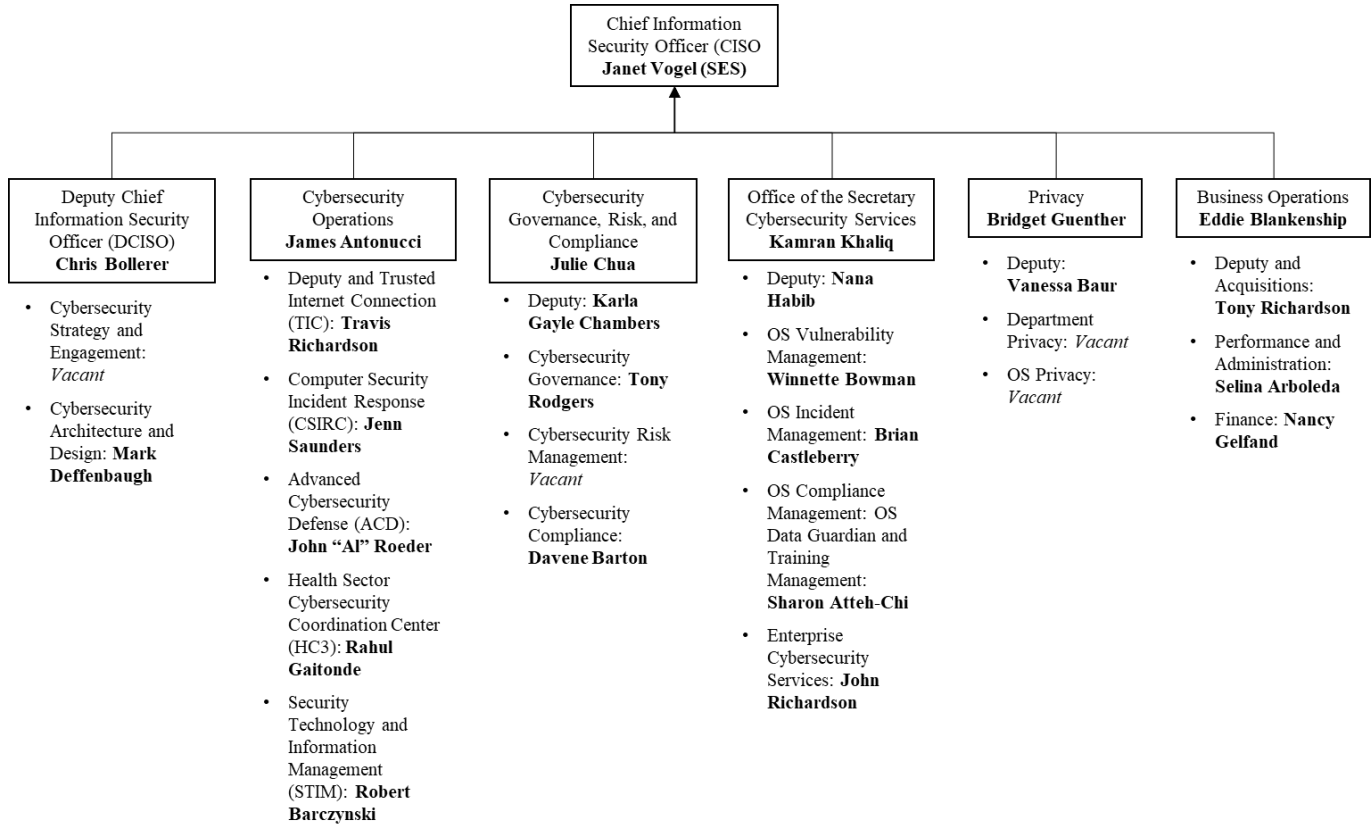 Chief Information
Security Officer (CISO
Janet Vogel (SES)
Deputy Chief
Information Security
Officer (DCISO)
Chris Bollerer
• Cybersecurity
Strategy and
Engagement:
Vacant
• Cybersecurity
Architecture and
Design: Mark
Deffenbaugh
Cybersecurity
Operations
James Antonucci
• Deputy and Trusted
Internet Connection
(TIC): Travis
Richardson
• Computer Security
Incident Response
(CSIRC): Jenn
Saunders
• Advanced
Cybersecurity
Defense (ACD):
John “Al” Roeder
• Health Sector
Cybersecurity
Coordination Center
(HC3): Rahul
Gaitonde
• Security
Technology and
Information
Management
(STIM): Robert
Barczynski
Cybersecurity
Governance, Risk, and
Compliance
Julie Chua
• Deputy: Karla
Gayle Chambers
• Cybersecurity
Governance: Tony
Rodgers
• Cybersecurity Risk
Management:
Vacant
• Cybersecurity
Compliance:
Davene Barton
Office of the Secretary
Cybersecurity Services
Kamran Khaliq
• Deputy: Nana
Habib
• OS Vulnerability
Management:
Winnette Bowman
• OS Incident
Management: Brian
Castleberry
• OS Compliance
Management: OS
Data Guardian and
Training
Management:
Sharon Atteh-Chi
• Enterprise
Cybersecurity
Services: John
Richardson
Privacy
Bridget Guenther
• Deputy:
Vanessa Baur
• Department
Privacy: Vacant
• OS Privacy:
Vacant
Business Operations
Eddie Blankenship
• Deputy and
Acquisitions:
Tony Richardson
• Performance and
Administration:
Selina Arboleda
• Finance: Nancy
Gelfand